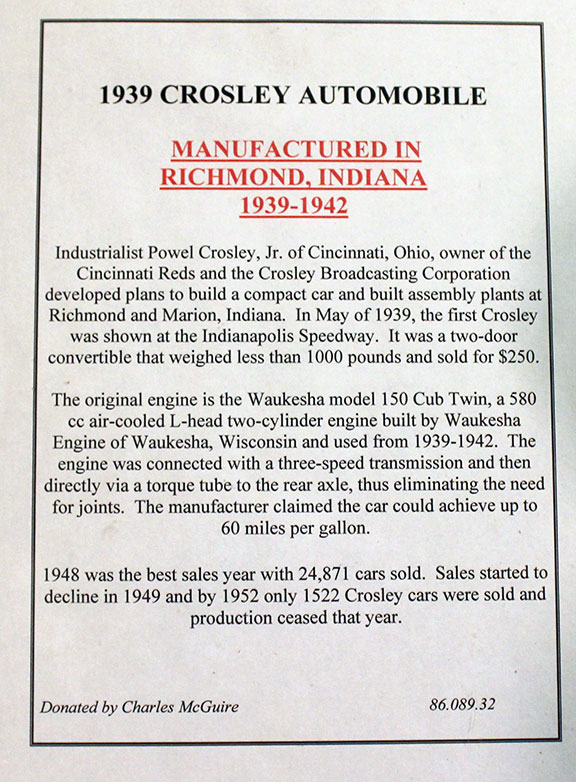 1939 CROSLEY AUTOMOBILE
MANUFACTURED IN
RICHMOND, INDIANA
1939-1942
Industrialist Powel Crosley, Jr. of Cincinnati, Ohio, owner of the
Cincinnati Reds and the Crosley Broadcasting Corporation
developed plans to build a compact car and built assembly plants at
Richmond and Marion, Indiana. In May of 1939, the first Crosley
was shown at the Indianapolis Speedway. It was a two-door
convertible that weighed less than 1000 pounds and sold for $250.
The original engine is the Waukesha model 150 Cub Twin, a 580
cc air-cooled L-head two-cylinder engine built by Waukesha
Engine of Waukesha, Wisconsin and used from 1939-1942. The
engine was connected with a three-speed transmission and then
directly via a torque tube to the rear axle, thus eliminating the need
for joints. The manufacturer claimed the car could achieve up to
60 miles per gallon.
1948 was the best sales year with 24,871 cars sold. Sales started to
decline in 1949 and by 1952 only 1522 Crosley cars were sold and
production ceased that year.
Donated by Charles McGuire 86.089.32